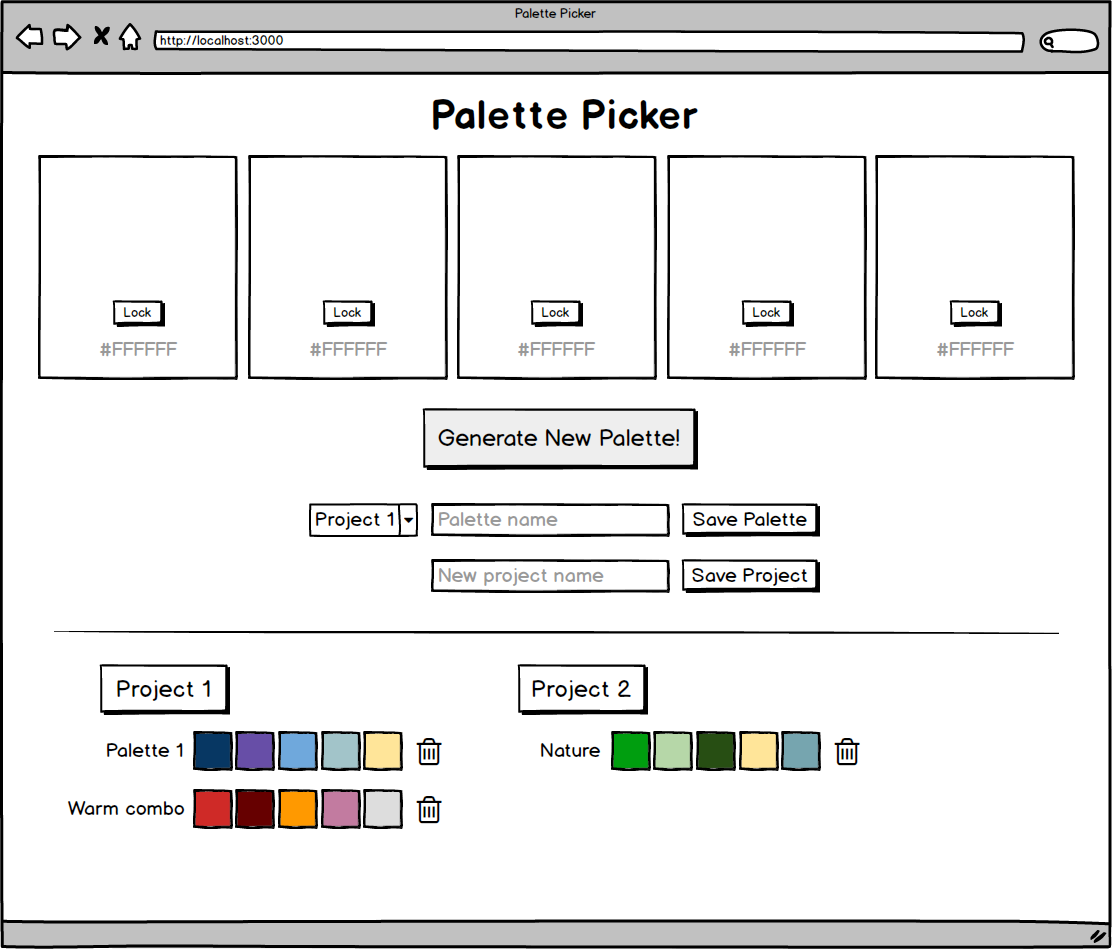 Palette Picker
http://localhost:3000
Palette Picker
Lock Lock Lock Lock Lock
#FFFFFF #FFFFFF #FFFFFF #FFFFFF #FFFFFF
Generate New Palette!
Project 1 Palette name Save Palette
New project name Save Project
Project 1 Project 2
Palette 1 Nature
Warm combo